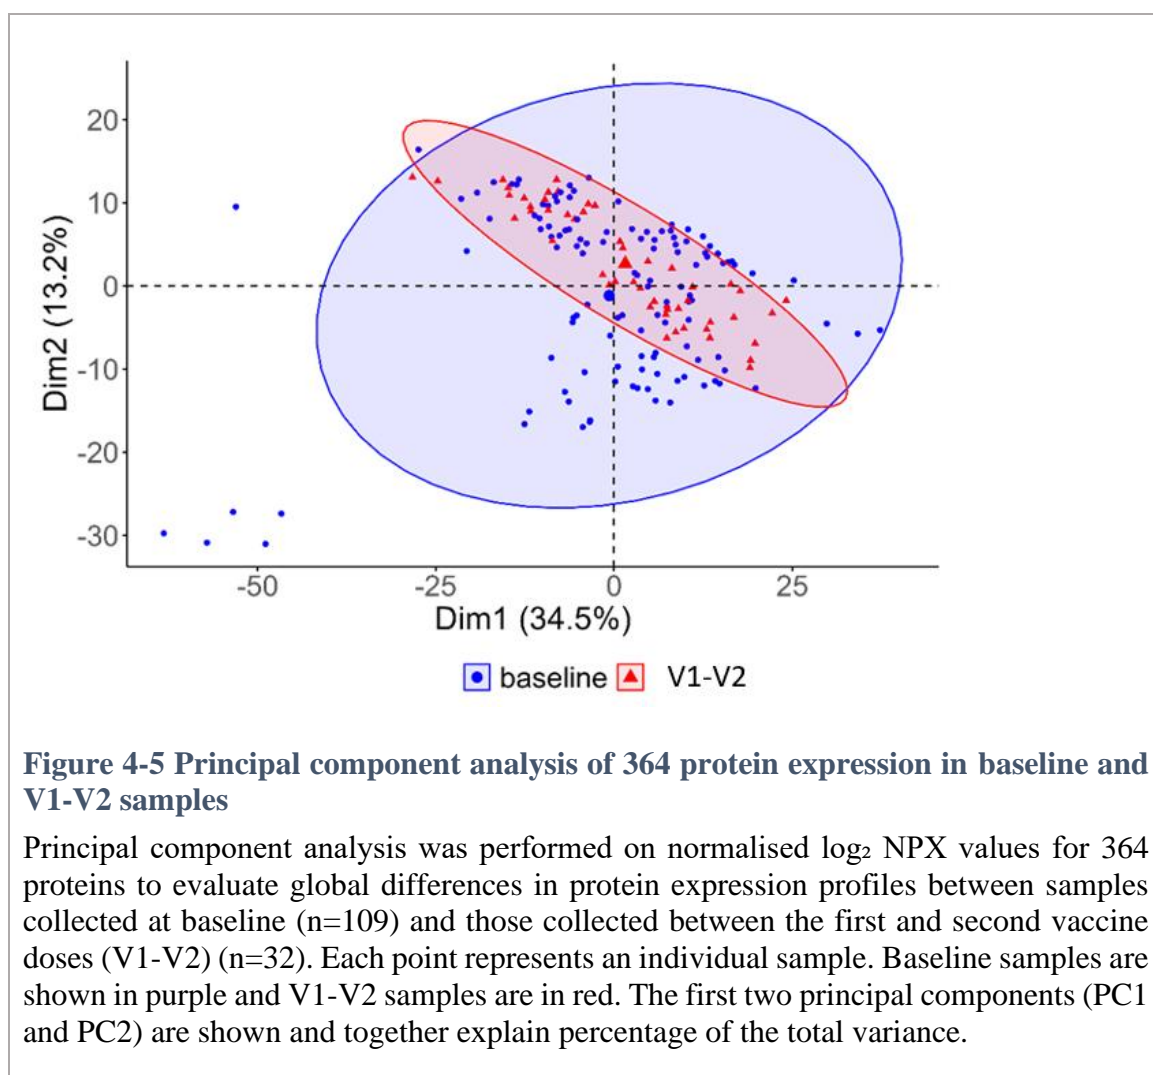 20
10
0
-10
-20
-30
Dim2 (13.2%)
-50 -25 0 25
Dim1 (34.5%)
baseline V1-V2
Figure 4-5 Principal component analysis of 364 protein expression in baseline and
V1-V2 samples
Principal component analysis was performed on normalised log₂ NPX values for 364
proteins to evaluate global differences in protein expression profiles between samples
collected at baseline (n=109) and those collected between the first and second vaccine
doses (V1-V2) (n=32). Each point represents an individual sample. Baseline samples are
shown in purple and V1-V2 samples are in red. The first two principal components (PC1
and PC2) are shown and together explain percentage of the total variance.